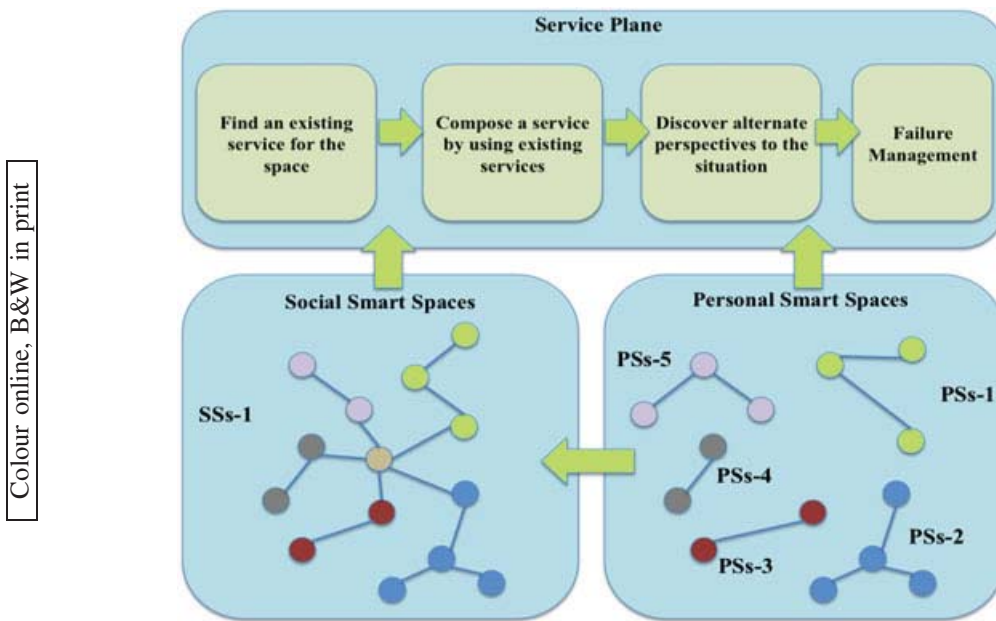 Colour online, B&W in print
Service Plane
Find an existing
service for the
space
Compose a service
by using existing
services
Discover alternate
perspectives to the
situation
Failure
Management
Social Smart Spaces
SSs-1
Personal Smart Spaces
PSs-5
PSs-1
PSs-4
PSs-3
PSs-2